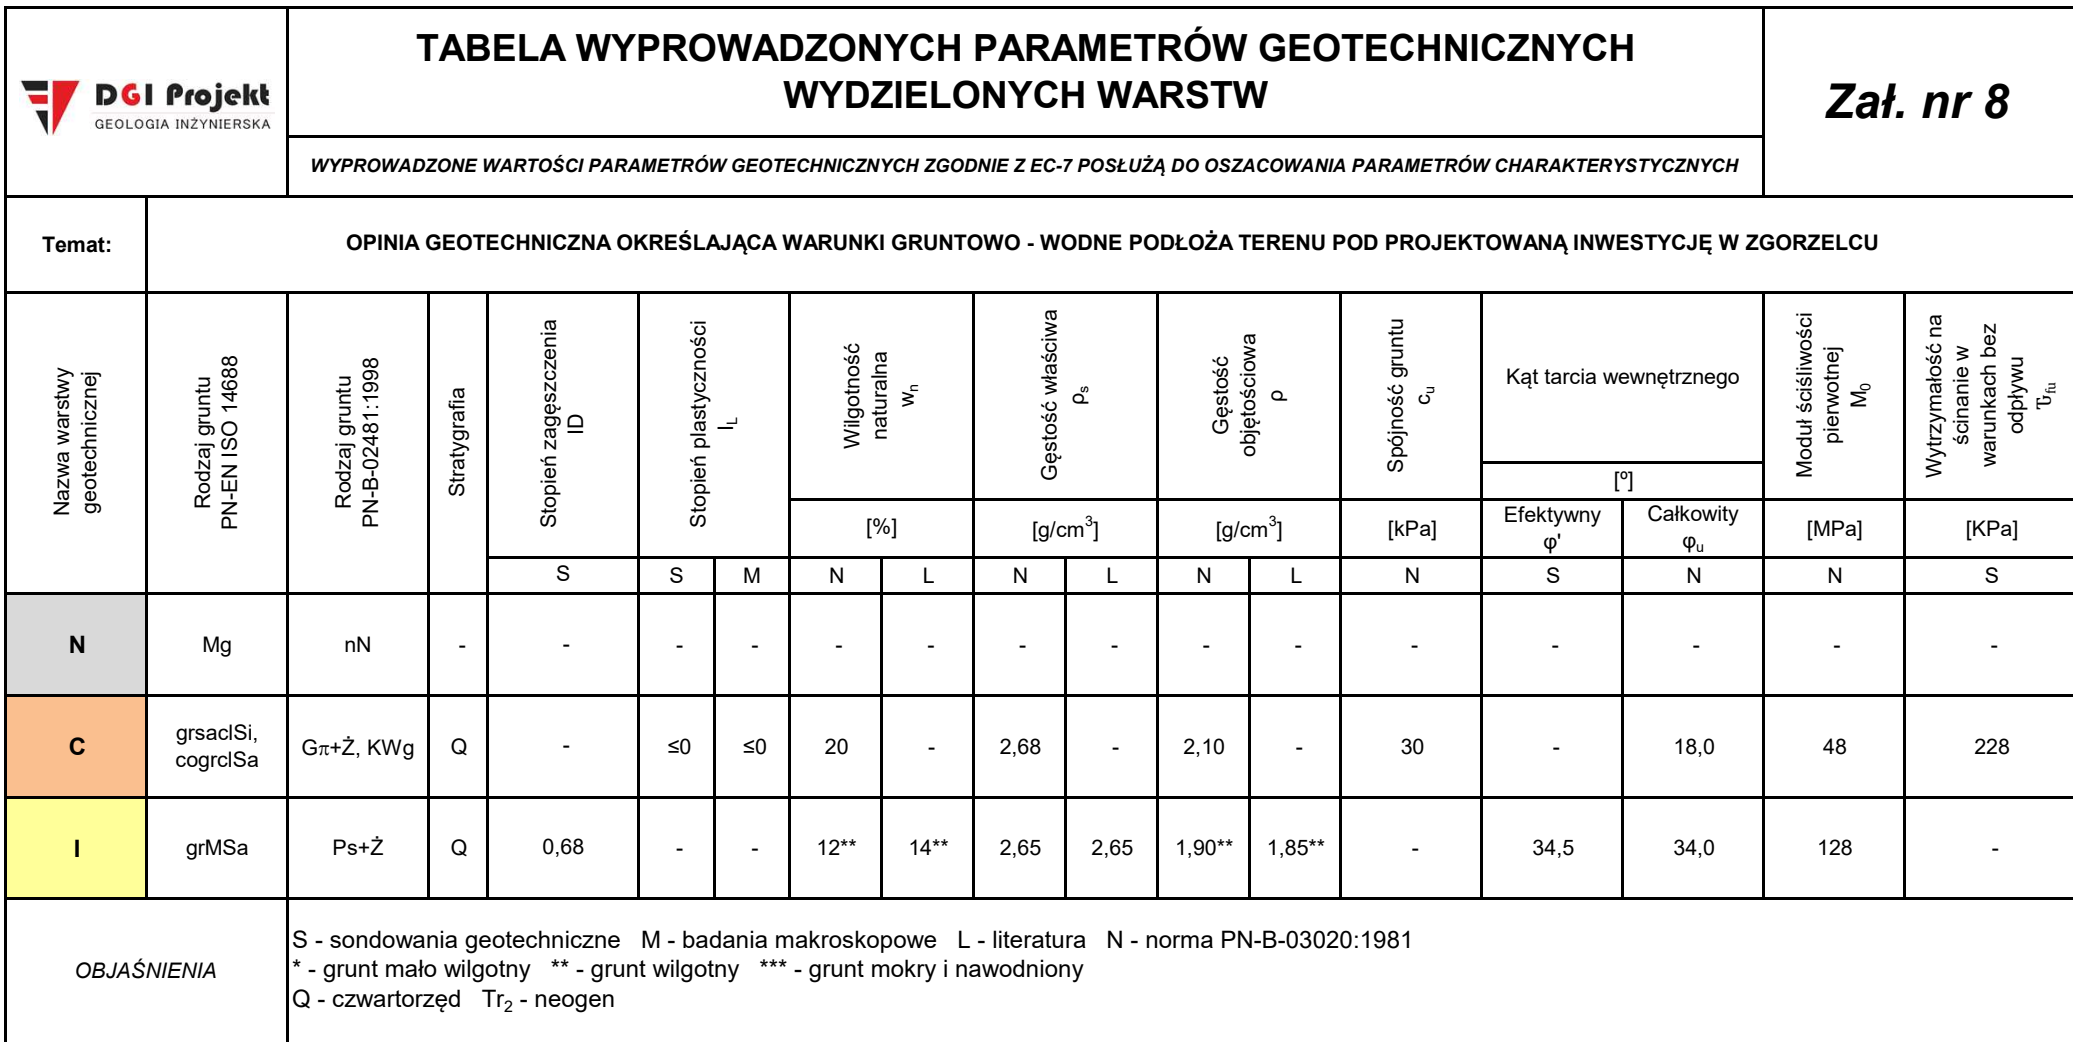 DGI Projekt
GEOLOGIA INŻYNIERSKA
TABELA WYPROWADZONYCH PARAMETRÓW GEOTECHNICZNYCH
WYDZIELONYCH WARSTW
Zał. nr 8
WYPROWADZONE WARTOŚCI PARAMETRÓW GEOTECHNICZNYCH ZGODNIE Z EC-7 POSŁUŻĄ DO OSZACOWANIA PARAMETRÓW CHARAKTERYSTYCZNYCH
Temat:
OPINIA GEOTECHNICZNA OKREŚLAJĄCA WARUNKI GRUNTOWO - WODNE PODŁOŻA TERENU POD PROJEKTOWANĄ INWESTYCJĘ W ZGORZELCU
Nazwa warstwy
geotechnicznej
Rodzaj gruntu
PN-EN ISO 14688
Rodzaj gruntu
PN-B-02481:1998
Stratygrafia
Stopień zagęszczenia
ID
Stopień plastyczności
I_L
Wilgotność
naturalna
w_n
Gęstość właściwa
ρ_s
Gęstość
objętościowa
ρ
Spójność gruntu
c_u
Kąt tarcia wewnętrznego
Moduł ściśliwości
pierwotnej
M_0
Wytrzymałość na
ścinanie w
warunkach bez
odpływu
τ_fu
[º]
[%] [g/cm³] [g/cm³] [kPa] Efektywny φ' Całkowity φ_u [MPa] [KPa]
S S M N L N L N L N S N N S
N Mg nN - - - - - - - - - - - - - - -
C grsaclSi, cogrclSa Gπ+Ż, KWg Q - ≤0 ≤0 20 - 2,68 - 2,10 - 30 - 18,0 48 228
I grMSa Ps+Ż Q 0,68 - - 12** 14** 2,65 2,65 1,90** 1,85** - 34,5 34,0 128 -
OBJAŚNIENIA
S - sondowania geotechniczne M - badania makroskopowe L - literatura N - norma PN-B-03020:1981
* - grunt mało wilgotny ** - grunt wilgotny *** - grunt mokry i nawodniony
Q - czwartorzęd Tr₂ - neogen